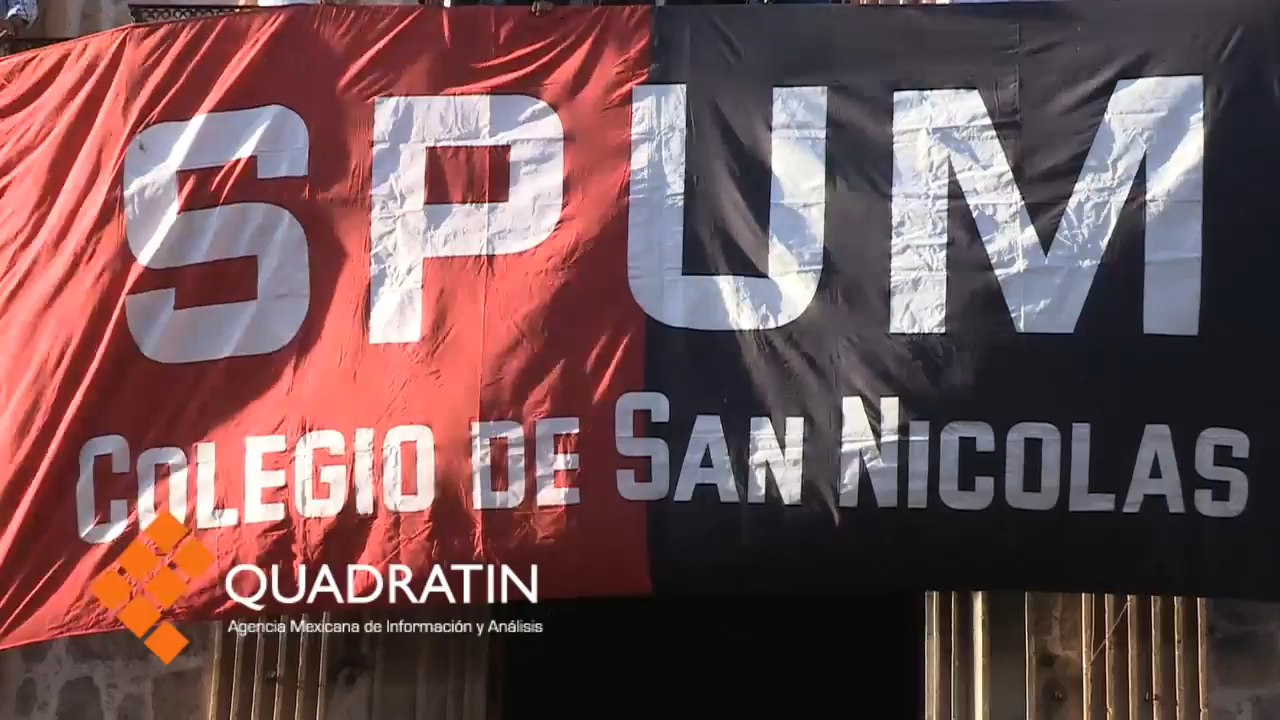 SPUM
COLEGIO DE SAN NICOLAS
QUADRATIN
Agencia Mexicana de Información y Análisis